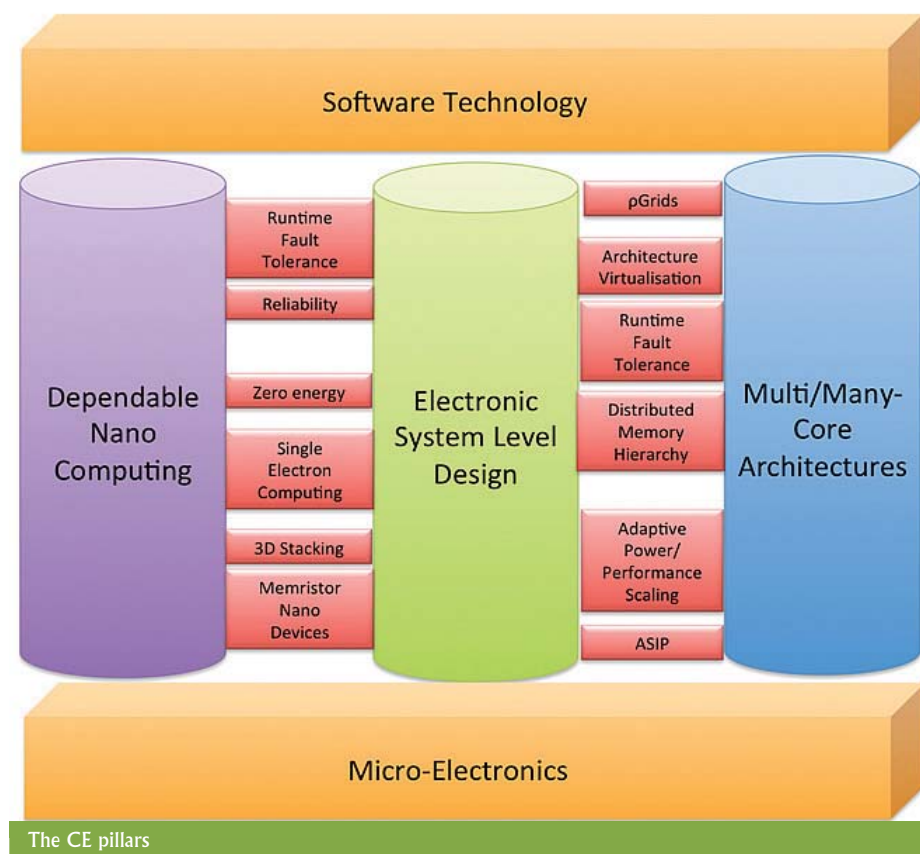 Software Technology
Dependable
Nano
Computing
Runtime
Fault
Tolerance
Reliability
Zero energy
Single
Electron
Computing
3D Stacking
Memristor
Nano
Devices
Electronic
System Level
Design
ρGrids
Architecture
Virtualisation
Runtime
Fault
Tolerance
Distributed
Memory
Hierarchy
Adaptive
Power/
Performance
Scaling
ASIP
Multi/Many-
Core
Architectures
Micro-Electronics
The CE pillars